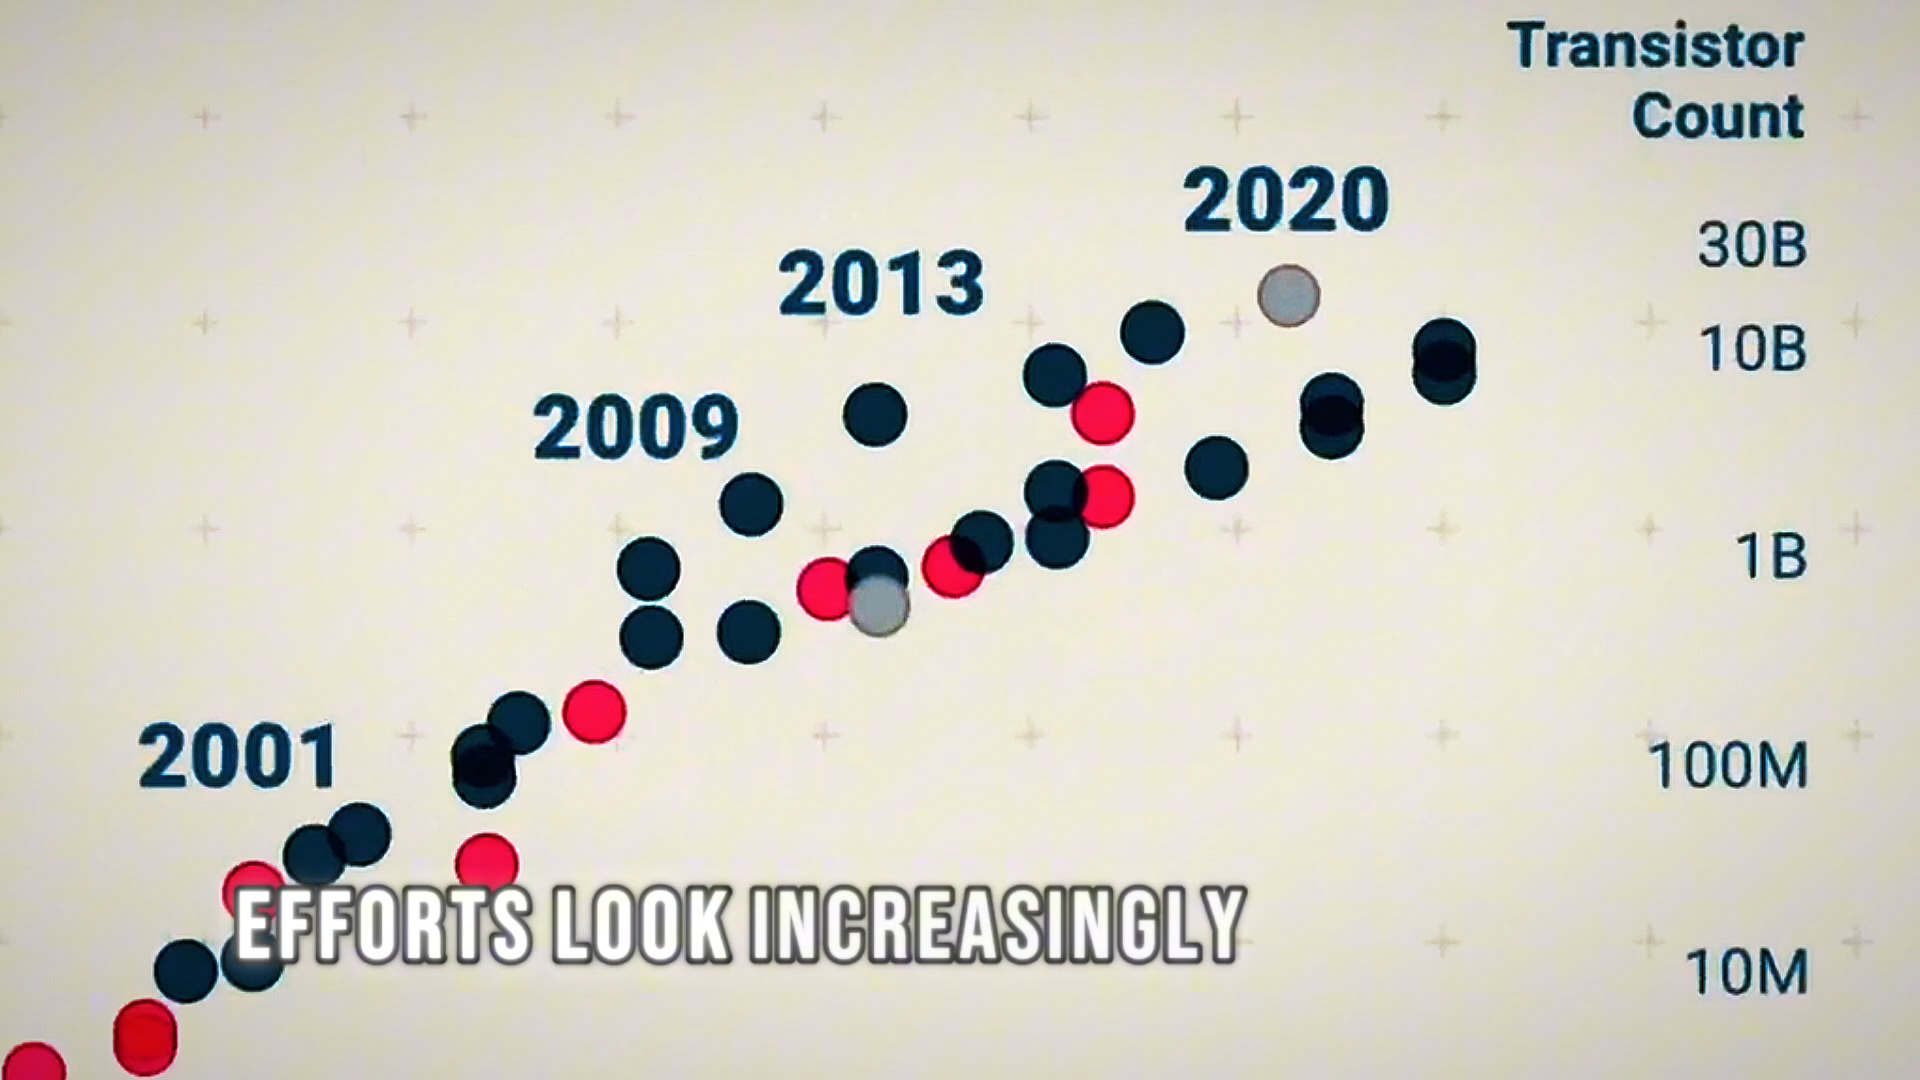 Transistor
Count
2020
30B
2013
10B
2009
1B
2001
100M
EFFORTS LOOK INCREASINGLY
10M